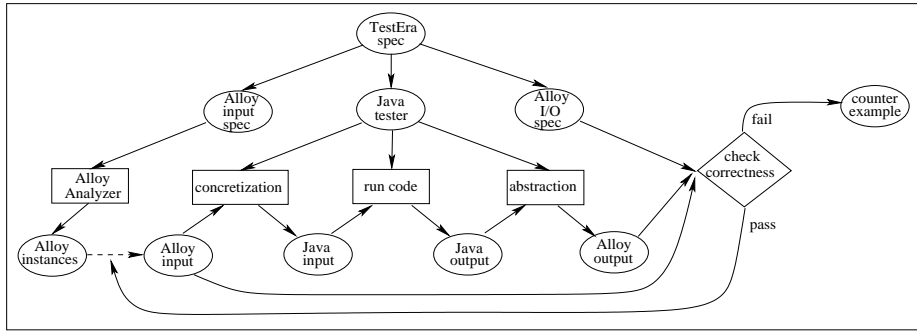 TestEra
spec
Alloy
input
spec
Java
tester
Alloy
I/O
spec
counter
example
fail
check
correctness
Alloy
Analyzer
concretization
run code
abstraction
pass
Alloy
instances
Alloy
input
Java
input
Java
output
Alloy
output